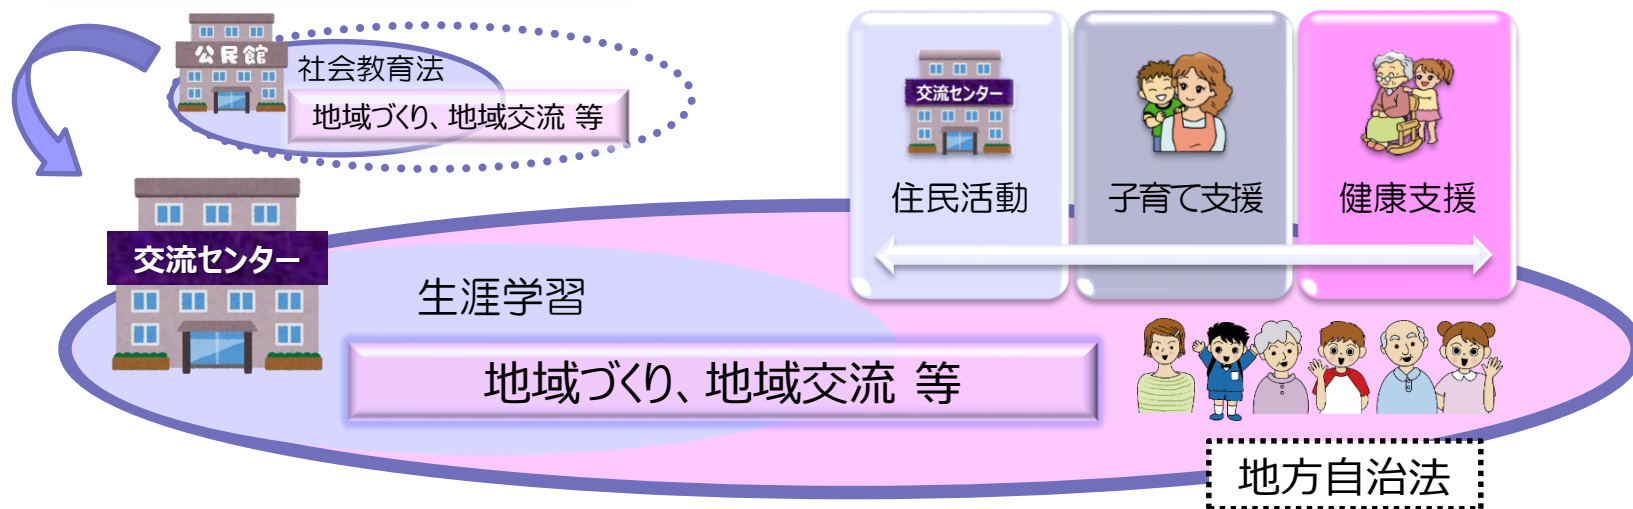 公民館
社会教育法
地域づくり、地域交流 等
交流センター
住民活動
子育て支援
健康支援
交流センター
生涯学習
地域づくり、地域交流 等
地方自治法